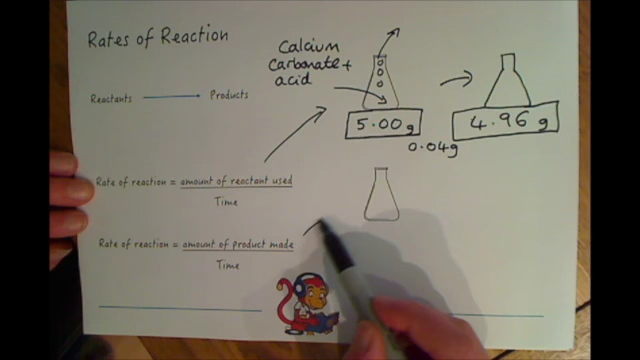 Rates of Reaction
Calcium
carbonate +
acid
Reactants
Products
5.00g
4.96 g
0.04g
Rate of reaction = amount of reactant used
Time
Rate of reaction = amount of product made
Time